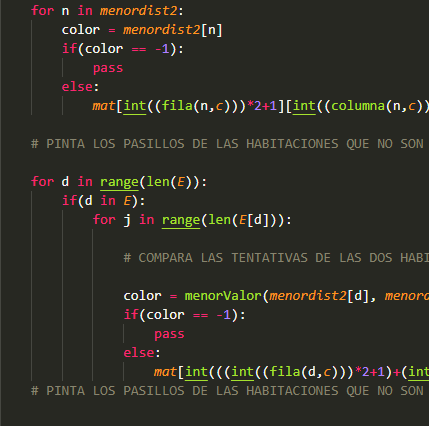 for n in menordist2:
color = menordist2[n]
if(color == -1):
pass
else:
mat[int((fila(n,c)))*2+1][int((columna(n,c))
# PINTA LOS PASILLOS DE LAS HABITACIONES QUE NO SON
for d in range(len(E)):
if(d in E):
for j in range(len(E[d])):
# COMPARA LAS TENTATIVAS DE LAS DOS HABI
color = menorValor(menordist2[d], menord
if(color == -1):
pass
else:
mat[int(((int((fila(d,c)))*2+1)+(int
# PINTA LOS PASILLOS DE LAS HABITACIONES QUE NO SON